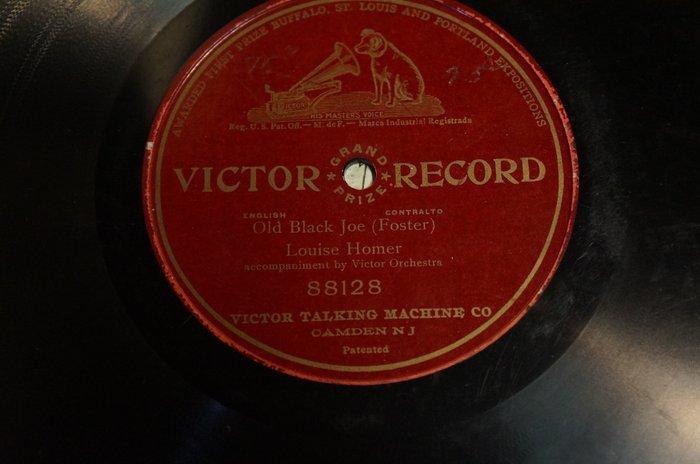 AWARDED FIRST PRIZE BUFFALO, ST. LOUIS AND PORTLAND EXPOSITIONS
VICTOR
HIS MASTER'S VOICE
Reg. U.S. Pat. Off. — M. de F. — Marca Industrial Registrada
VICTOR GRAND PRIZE RECORD
ENGLISH CONTRALTO
Old Black Joe (Foster)
Louise Homer
accompaniment by Victor Orchestra
88128
VICTOR TALKING MACHINE CO
CAMDEN N J
Patented